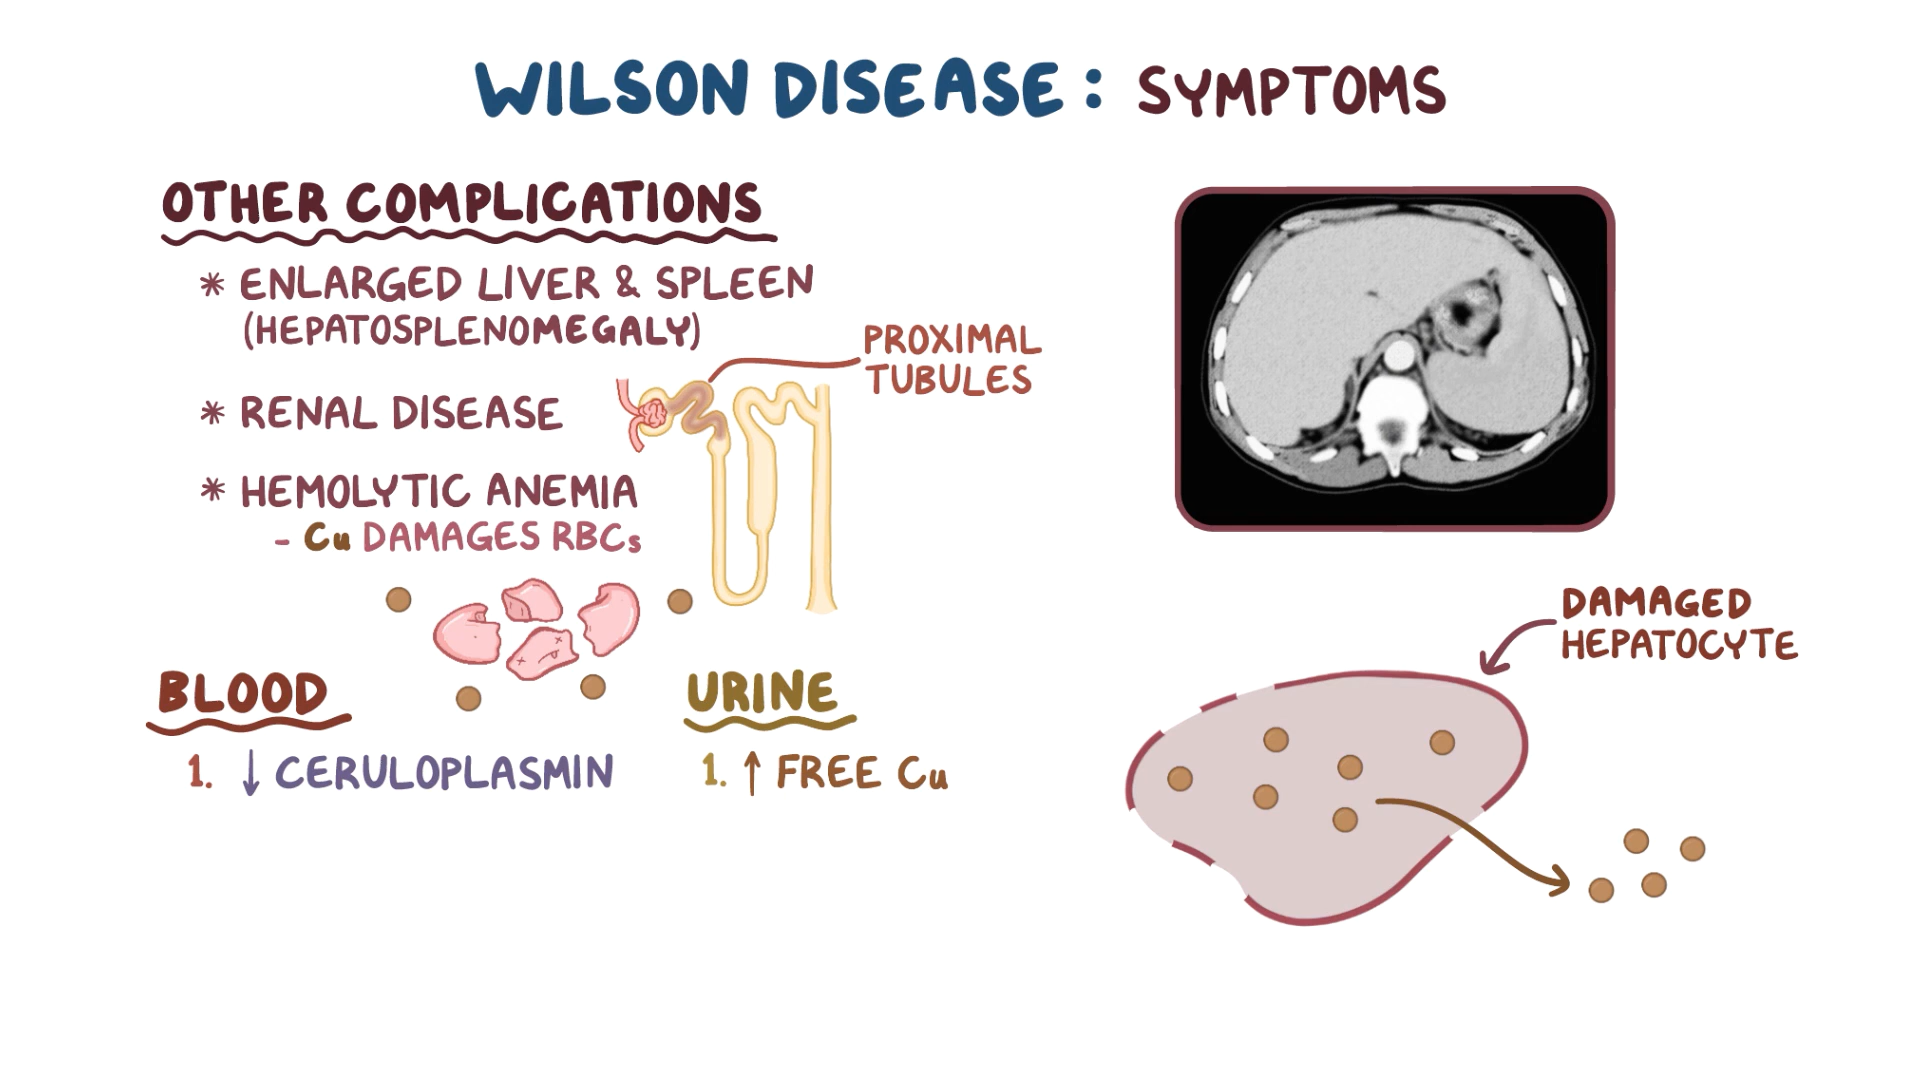 WILSON DISEASE: SYMPTOMS
OTHER COMPLICATIONS
* ENLARGED LIVER & SPLEEN
(HEPATOSPLENOMEGALY)
PROXIMAL
TUBULES
* RENAL DISEASE
* HEMOLYTIC ANEMIA
- Cu DAMAGES RBCs
BLOOD
1. ↓ CERULOPLASMIN
URINE
1. ↑ FREE Cu
DAMAGED
HEPATOCYTE